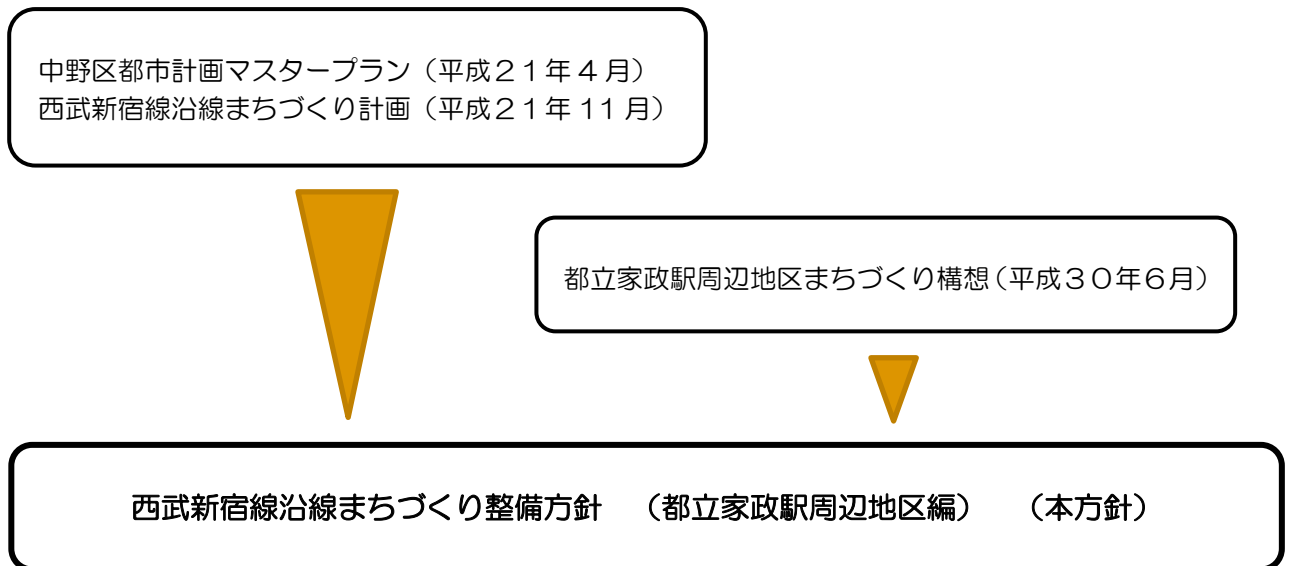 中野区都市計画マスタープラン（平成２１年４月）
西武新宿線沿線まちづくり計画（平成２１年 11 月）
都立家政駅周辺地区まちづくり構想（平成３０年６月）
西武新宿線沿線まちづくり整備方針　（都立家政駅周辺地区編）　（本方針）